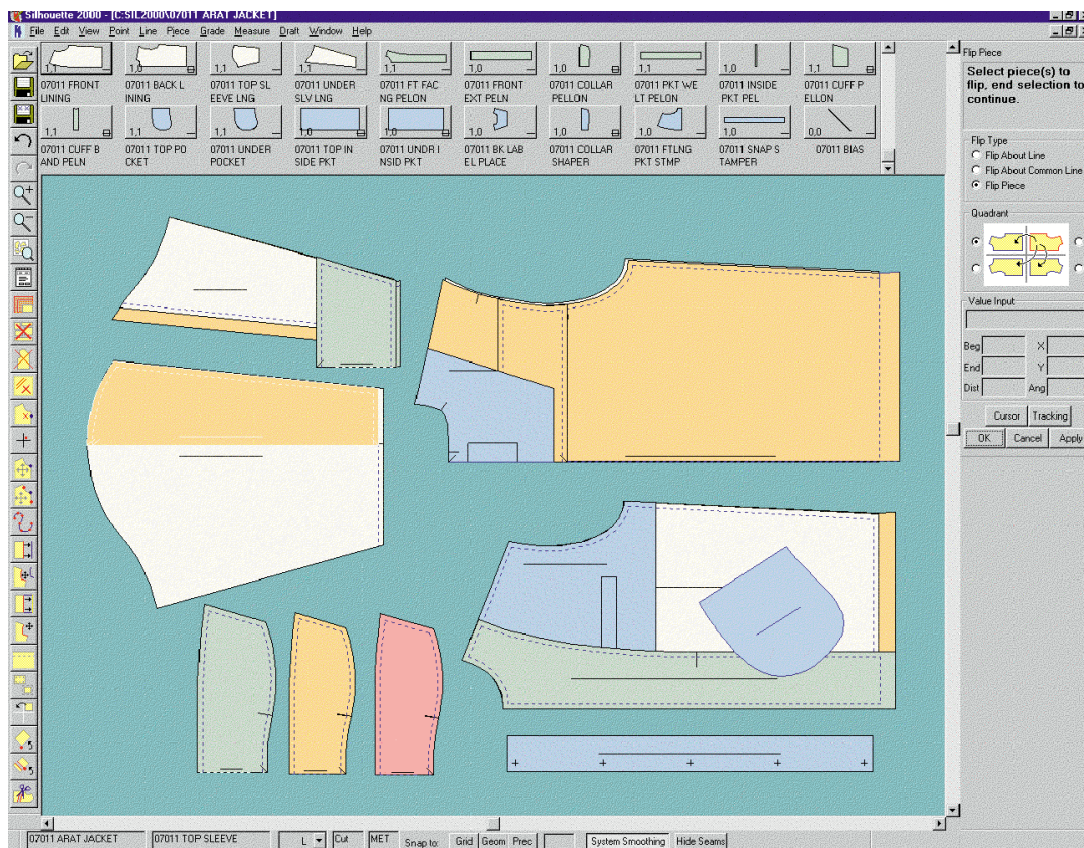 Silhouette 2000 - [C:SIL2000\07011 ARAT JACKET]
File Edit View Point Line Piece Grade Measure Draft Window Help
1,1 1,0 1,1 1,1 1,0 1,0 1,0 1,0 1,0 1,1
07011 FRONT LINING
07011 BACK L INING
07011 TOP SL EEVE LNG
07011 UNDER SLV LNG
07011 FT FAC NG PELON
07011 FRONT EXT PELN
07011 COLLAR PELLON
07011 PKT WE LT PELON
07011 INSIDE PKT PEL
07011 CUFF P ELLON
1,1 1,0 1,0 1,0 1,0 1,0 1,0 1,0 1,0 0,0
07011 CUFF B AND PELN
07011 TOP PO CKET
07011 UNDER POCKET
07011 TOP IN SIDE PKT
07011 UNDR I NSID PKT
07011 BK LAB EL PLACE
07011 COLLAR SHAPER
07011 FTLNG PKT STMP
07011 SNAP S TAMPER
07011 BIAS
Flip Piece
Select piece(s) to
flip, end selection to
continue.
Flip Type
Flip About Line
Flip About Common Line
Flip Piece
Quadrant
Value Input
Beg X
End Y
Dist Ang
Cursor Tracking
OK Cancel Apply
07011 ARAT JACKET 07011 TOP SLEEVE L Cut MET Snap to: Grid Geom Prec System Smoothing Hide Seams